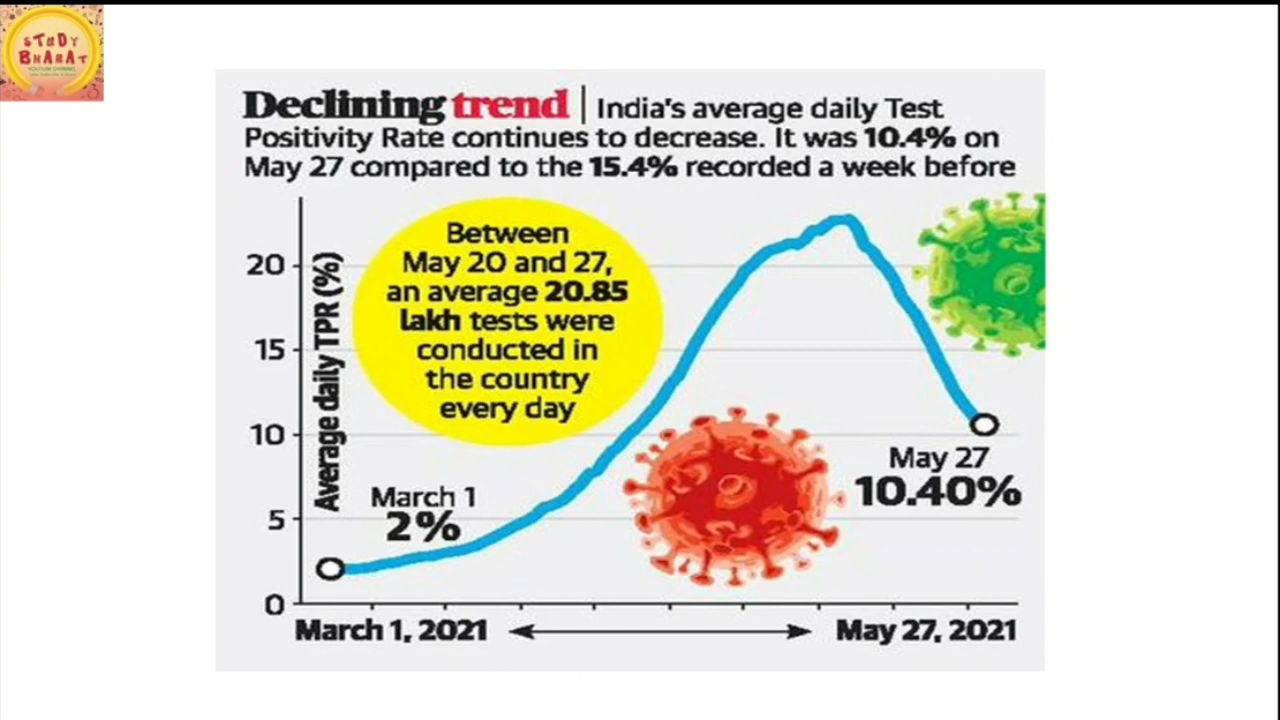 STUDY
BHARAT
YOUTUBE CHANNEL
Declining trend | India's average daily Test
Positivity Rate continues to decrease. It was 10.4% on
May 27 compared to the 15.4% recorded a week before
Between
May 20 and 27,
an average 20.85
lakh tests were
conducted in
the country
every day
Average daily TPR (%)
20
15
10
5
0
March 1
2%
May 27
10.40%
March 1, 2021
May 27, 2021